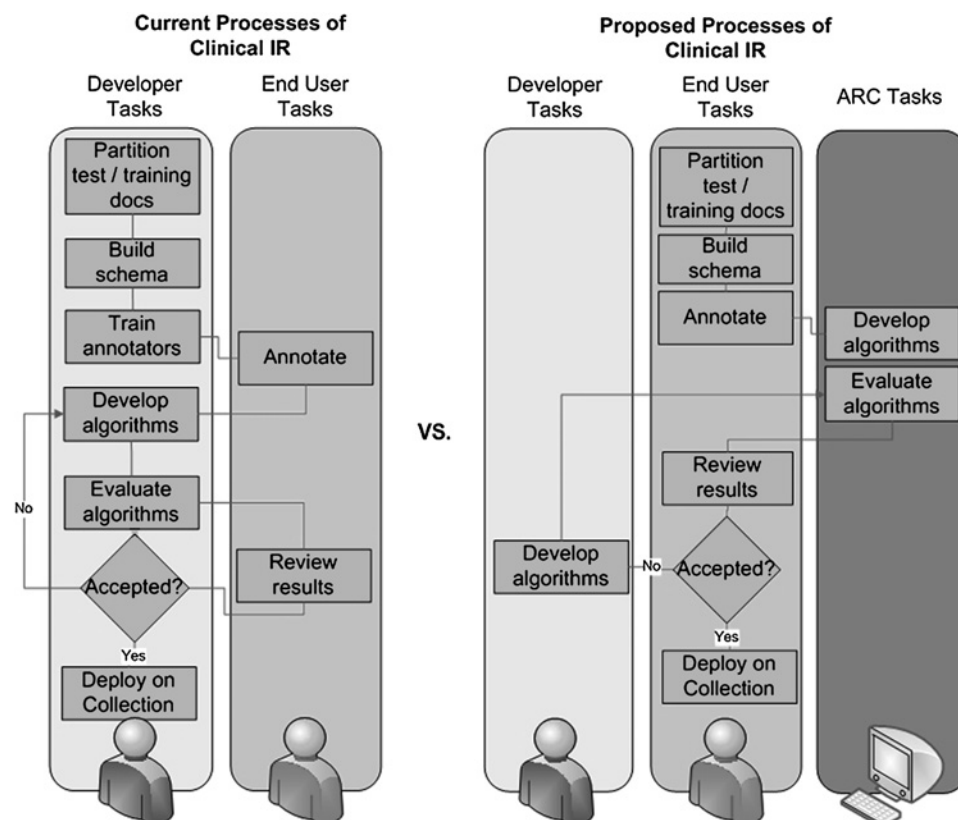 Current Processes of
Clinical IR
Developer
Tasks
End User
Tasks
Partition
test / training
docs
Build
schema
Train
annotators
Annotate
Develop
algorithms
Evaluate
algorithms
No
Accepted?
Review
results
Yes
Deploy on
Collection
VS.
Proposed Processes of
Clinical IR
Developer
Tasks
End User
Tasks
ARC Tasks
Partition
test /
training docs
Build
schema
Annotate
Develop
algorithms
Evaluate
algorithms
Review
results
Develop
algorithms
No
Accepted?
Yes
Deploy on
Collection